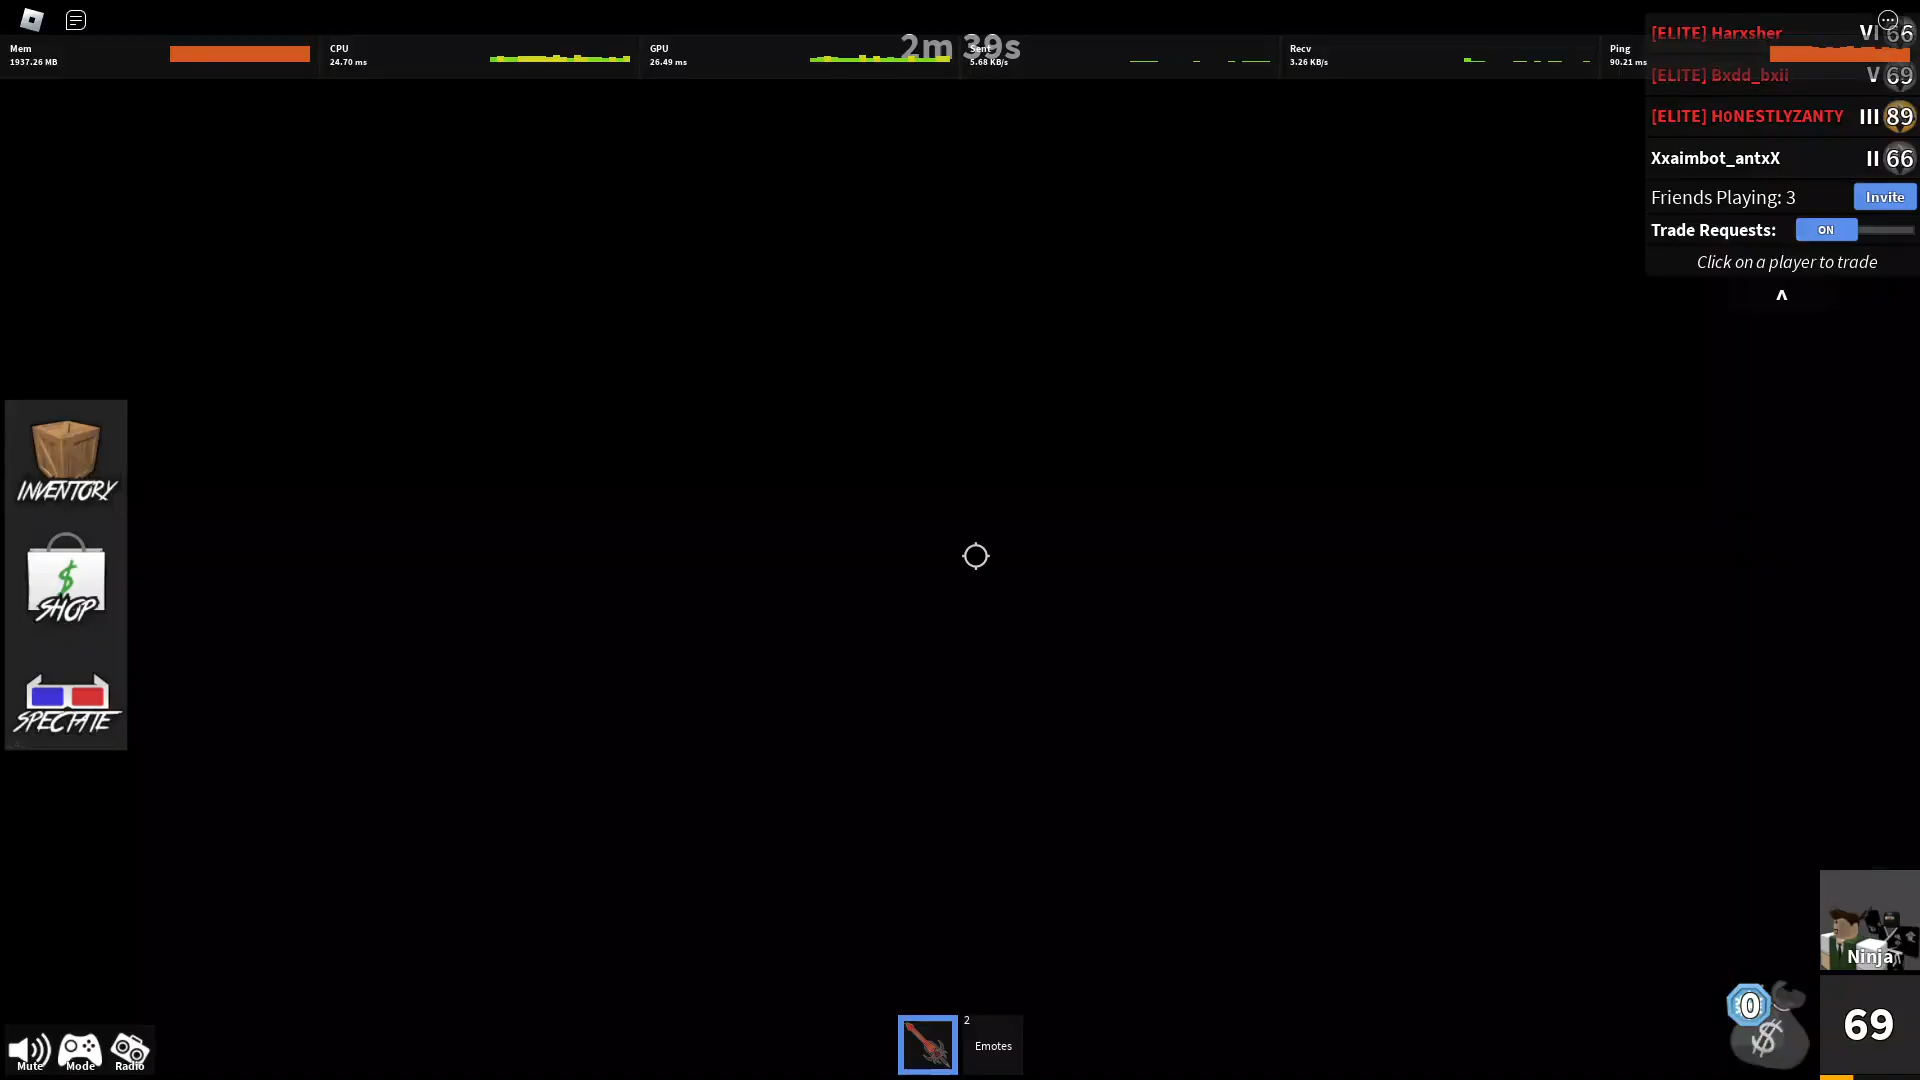 2m 39s
Mem
1937.26 MB
CPU
24.70 ms
GPU
26.49 ms
Sent
5.68 KB/s
Recv
3.26 KB/s
Ping
90.21 ms
[ELITE] Harxsher VI 66
[ELITE] Bxdd_bxii V 69
[ELITE] H0NESTLYZANTY III 89
Xxaimbot_antxX II 66
Friends Playing: 3 Invite
Trade Requests: ON
Click on a player to trade
INVENTORY
$
SHOP
SPECTATE
Ninja
0
$
69
Mute Mode Radio
2
Emotes